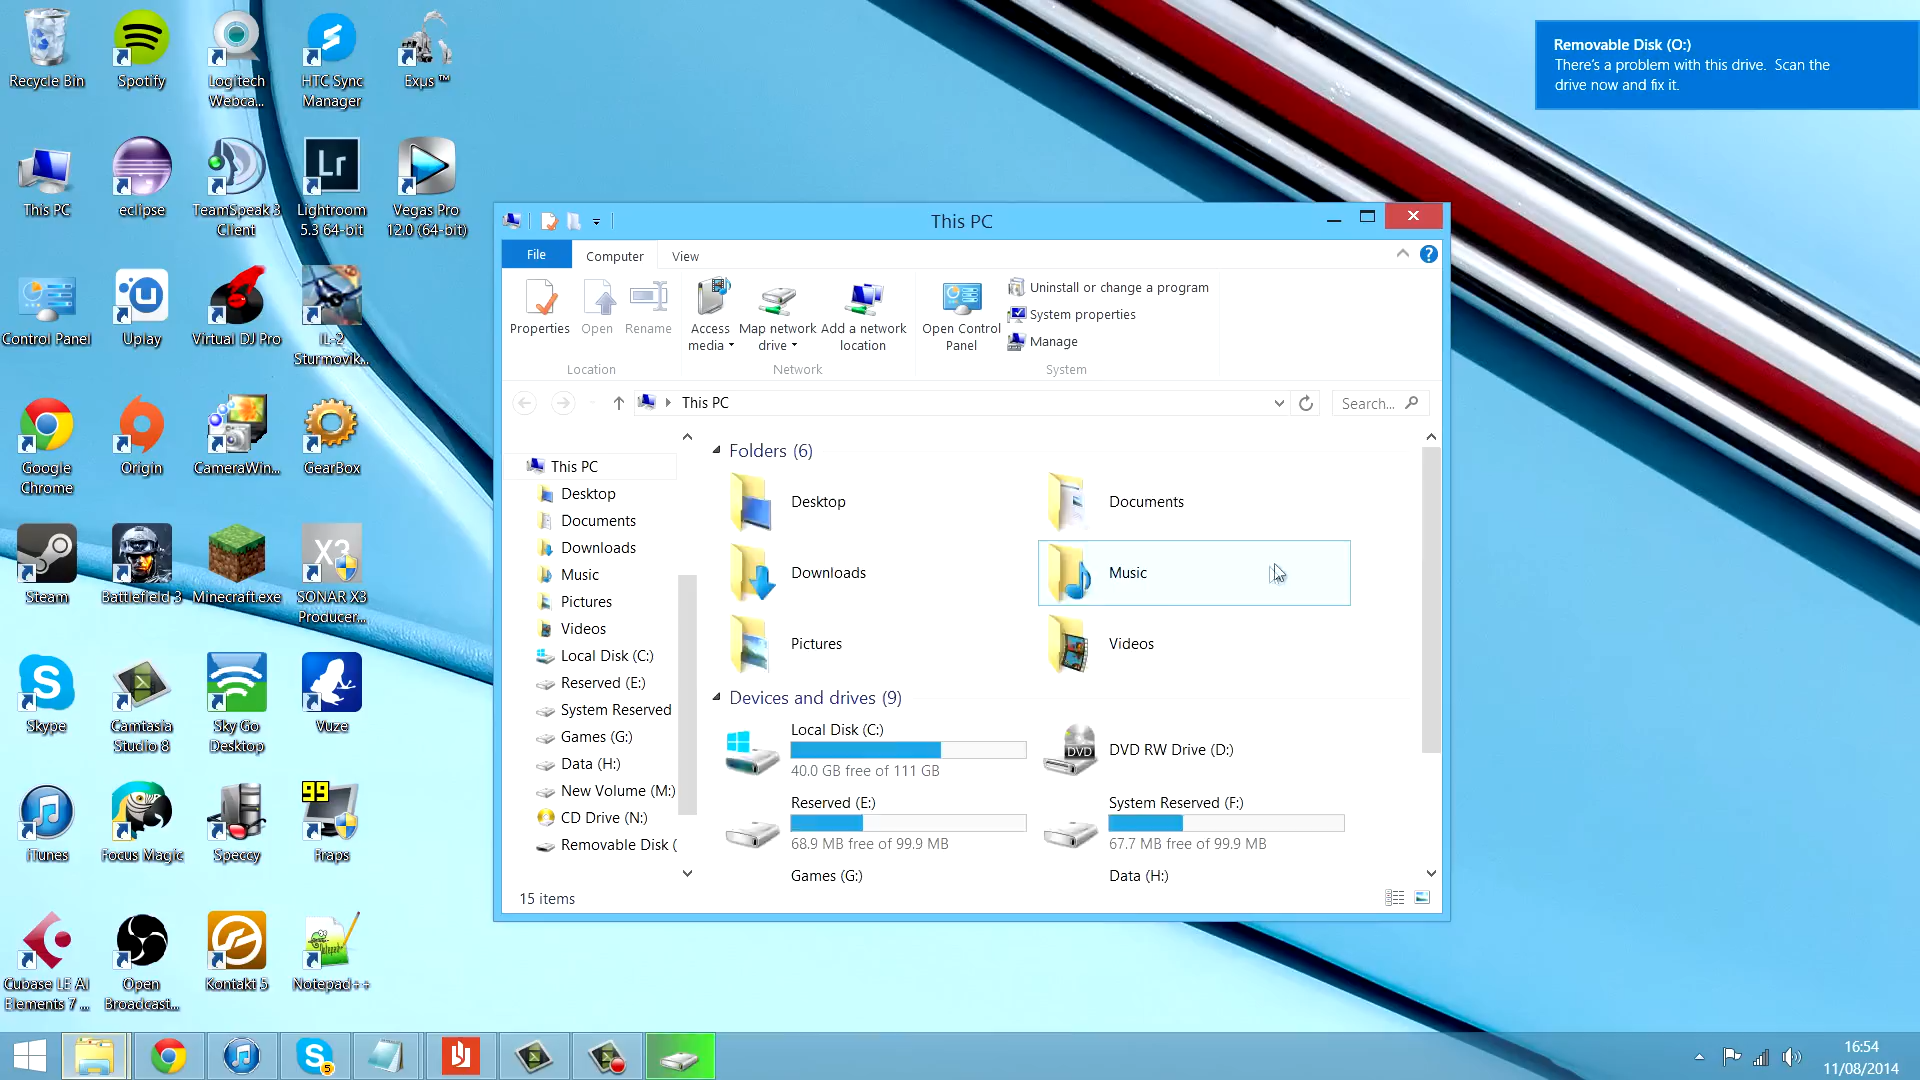 Recycle Bin
Spotify
Logitech
Webca...
HTC Sync
Manager
Exus ™
This PC
eclipse
TeamSpeak 3
Client
Lr
Lightroom
5.3 64-bit
Vegas Pro
12.0 (64-bit)
Control Panel
Uplay
Virtual DJ Pro
IL-2
Sturmovik...
Google
Chrome
Origin
CameraWin...
GearBox
Steam
Battlefield 3
Minecraft.exe
X3
SONAR X3
Producer...
Skype
Camtasia
Studio 8
Sky Go
Desktop
Vuze
iTunes
Focus Magic
Speccy
99
Fraps
Cubase LE AI
Elements 7 ...
Open
Broadcast...
Kontakt 5
Notepad++
Removable Disk (O:)
There's a problem with this drive. Scan the
drive now and fix it.
This PC
File
Computer
View
Properties
Open
Rename
Location
Access
media
Map network
drive
Add a network
location
Network
Open Control
Panel
Uninstall or change a program
System properties
Manage
System
This PC
Search...
This PC
Desktop
Documents
Downloads
Music
Pictures
Videos
Local Disk (C:)
Reserved (E:)
System Reserved
Games (G:)
Data (H:)
New Volume (M:)
CD Drive (N:)
Removable Disk (
Folders (6)
Desktop
Documents
Downloads
Music
Pictures
Videos
Devices and drives (9)
Local Disk (C:)
40.0 GB free of 111 GB
DVD
DVD RW Drive (D:)
Reserved (E:)
68.9 MB free of 99.9 MB
System Reserved (F:)
67.7 MB free of 99.9 MB
Games (G:)
Data (H:)
15 items
5
16:54
11/08/2014